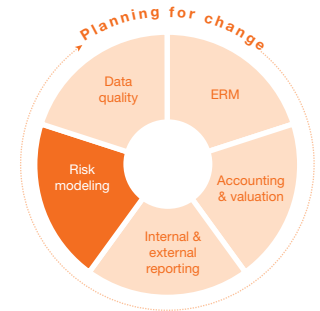 Planning for change
Data
quality
ERM
Risk
modeling
Accounting
& valuation
Internal &
external
reporting